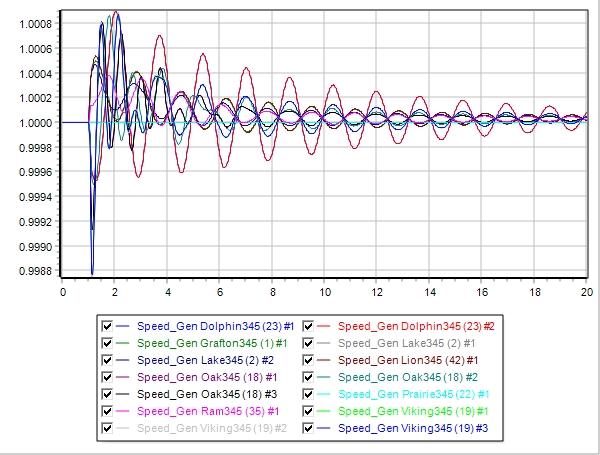 1.0008
1.0006
1.0004
1.0002
1.0000
0.9998
0.9996
0.9994
0.9992
0.9990
0.9988
0 2 4 6 8 10 12 14 16 18 20
Speed_Gen Dolphin345 (23) #1 Speed_Gen Dolphin345 (23) #2
Speed_Gen Grafton345 (1) #1 Speed_Gen Lake345 (2) #1
Speed_Gen Lake345 (2) #2 Speed_Gen Lion345 (42) #1
Speed_Gen Oak345 (18) #1 Speed_Gen Oak345 (18) #2
Speed_Gen Oak345 (18) #3 Speed_Gen Prairie345 (22) #1
Speed_Gen Ram345 (35) #1 Speed_Gen Viking345 (19) #1
Speed_Gen Viking345 (19) #2 Speed_Gen Viking345 (19) #3